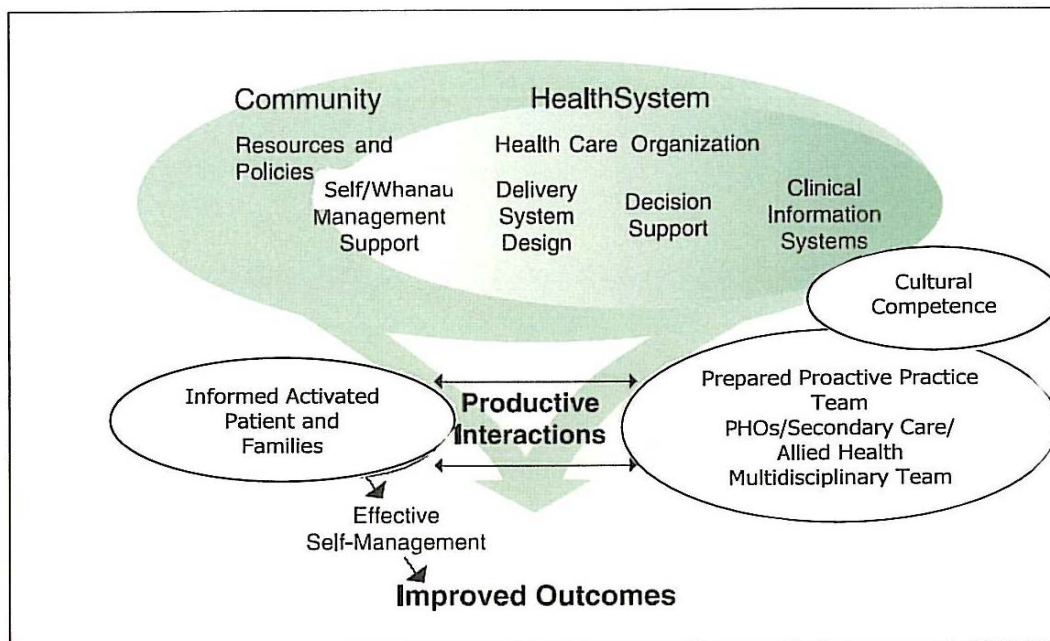 Community
HealthSystem
Resources and
Policies
Health Care Organization
Self/Whanau
Management
Support
Delivery
System
Design
Decision
Support
Clinical
Information
Systems
Cultural
Competence
Informed Activated
Patient and
Families
Productive
Interactions
Prepared Proactive Practice
Team
PHOs/Secondary Care/
Allied Health
Multidisciplinary Team
Effective
Self-Management
Improved Outcomes